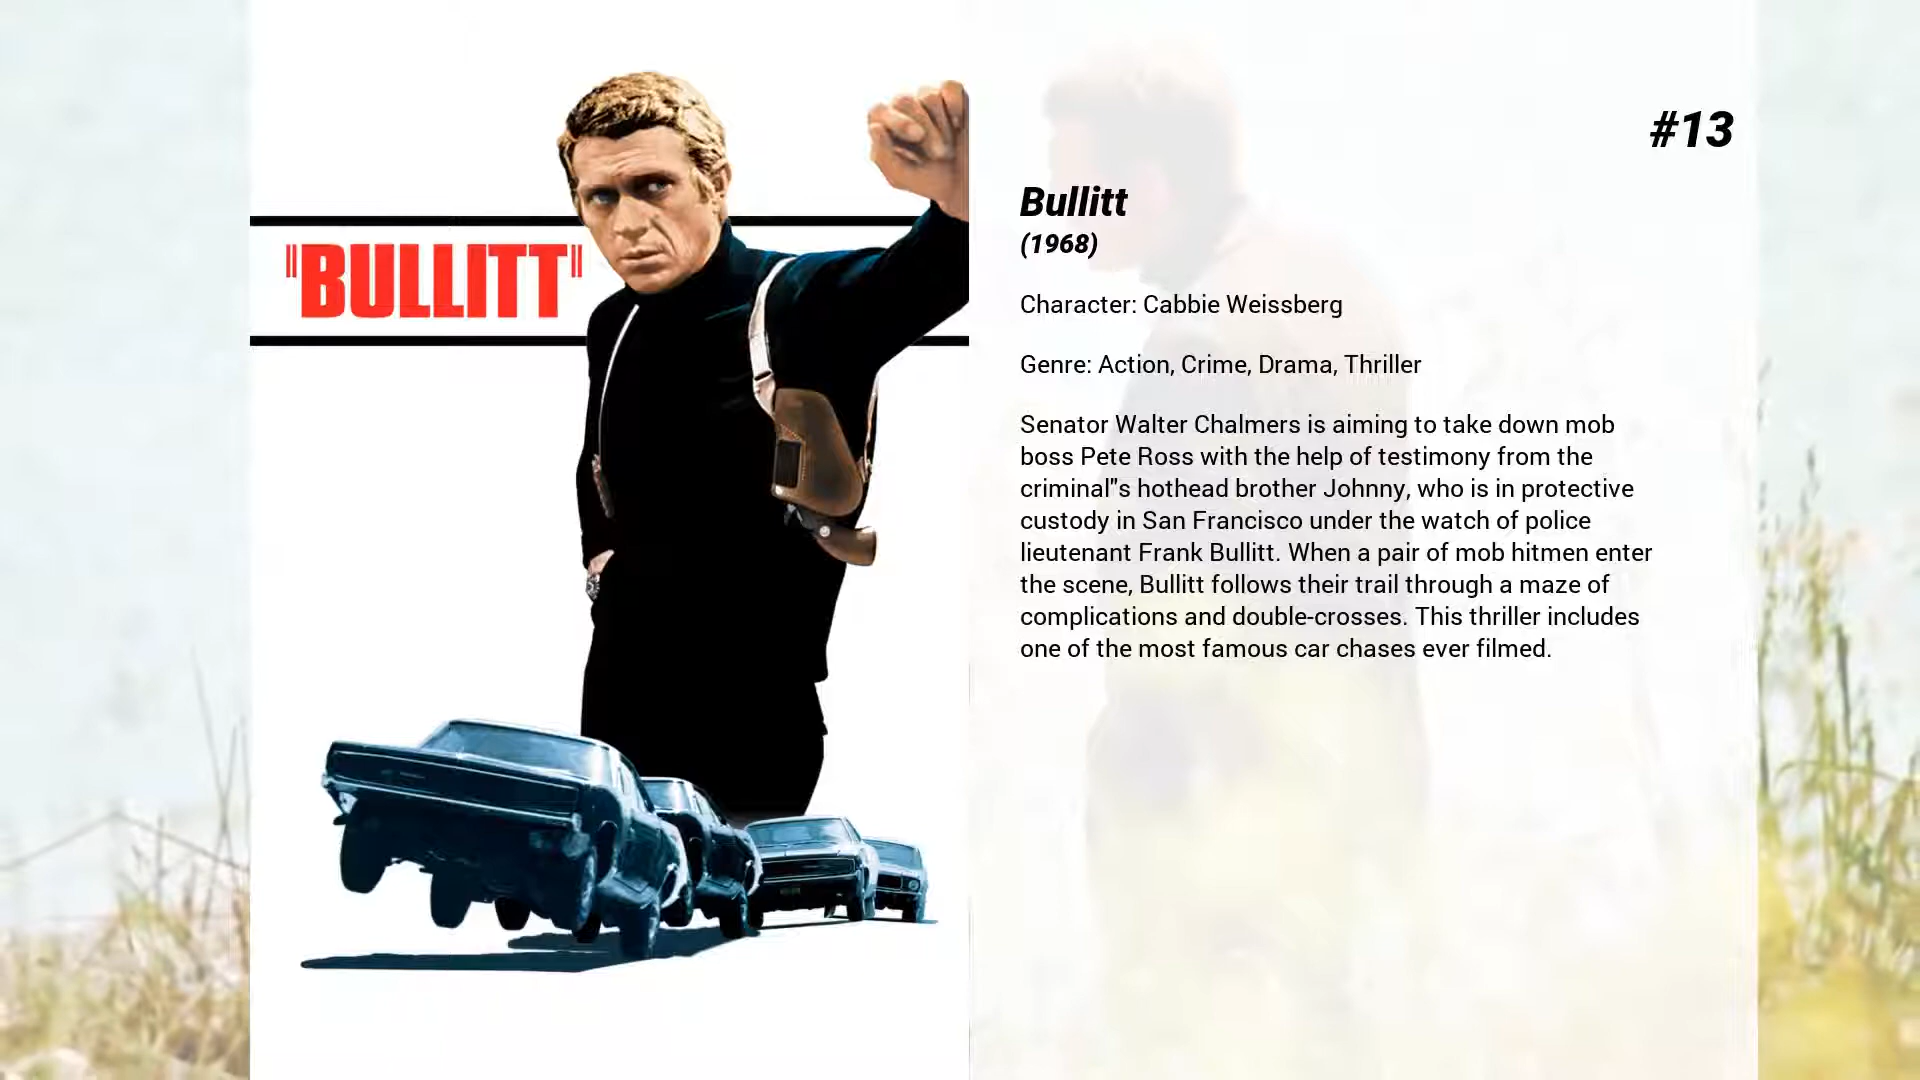 "BULLITT"
#13
Bullitt
(1968)
Character: Cabbie Weissberg
Genre: Action, Crime, Drama, Thriller
Senator Walter Chalmers is aiming to take down mob
boss Pete Ross with the help of testimony from the
criminal"s hothead brother Johnny, who is in protective
custody in San Francisco under the watch of police
lieutenant Frank Bullitt. When a pair of mob hitmen enter
the scene, Bullitt follows their trail through a maze of
complications and double-crosses. This thriller includes
one of the most famous car chases ever filmed.